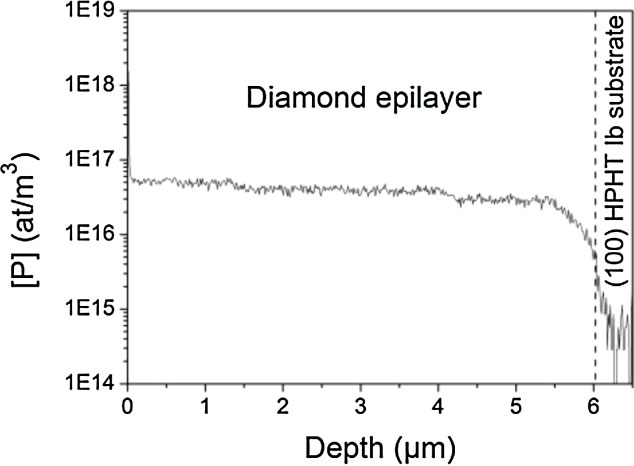 1E19
1E18
1E17
1E16
1E15
1E14
[P] (at/m³)
Diamond epilayer
(100) HPHT Ib substrate
0 1 2 3 4 5 6
Depth (μm)